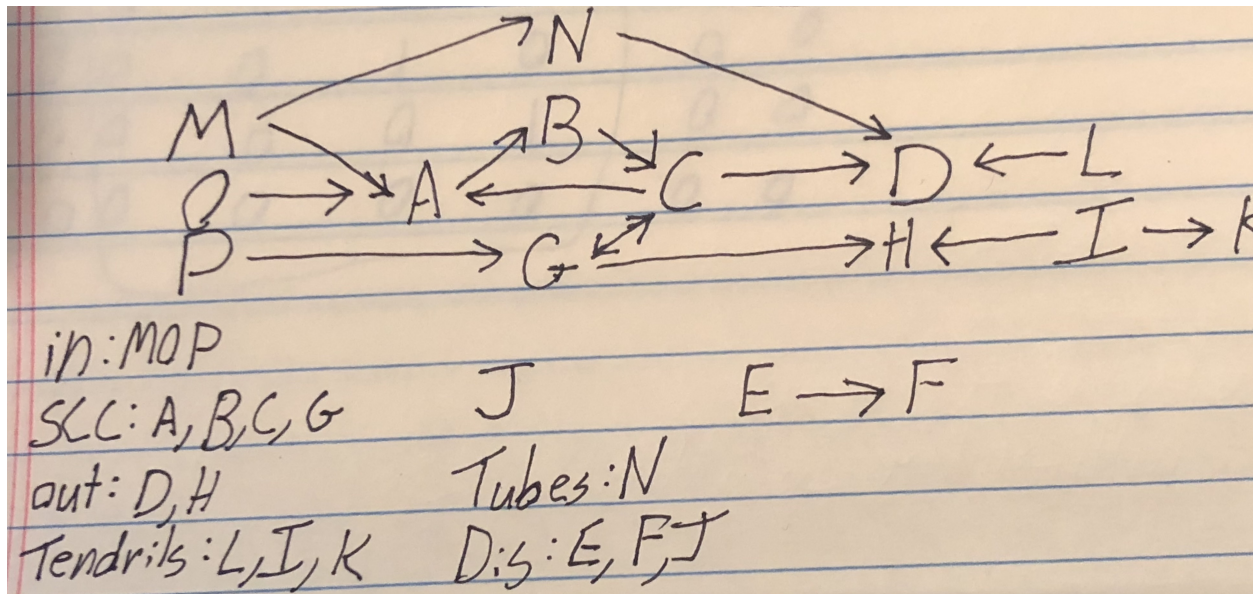 N
M B
O A C D L
P G H I K
in: MOP
J E F
SCC: A, B, C, G
out: D, H Tubes: N
Tendrils: L, I, K Dis: E, F, J